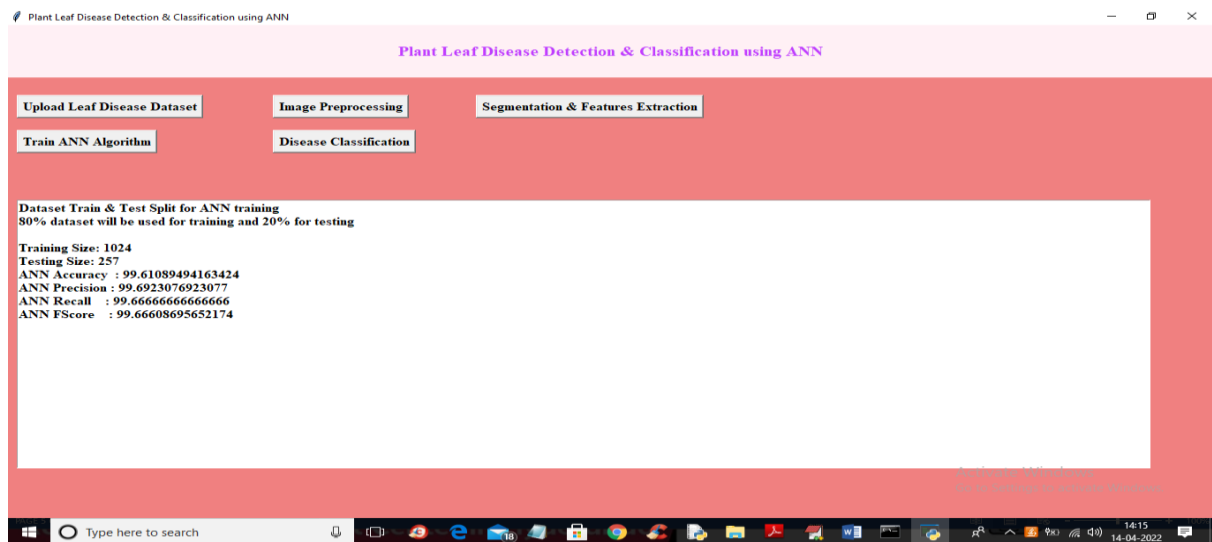 Plant Leaf Disease Detection & Classification using ANN
Plant Leaf Disease Detection & Classification using ANN
Upload Leaf Disease Dataset
Image Preprocessing
Segmentation & Features Extraction
Train ANN Algorithm
Disease Classification
Dataset Train & Test Split for ANN training
80% dataset will be used for training and 20% for testing
Training Size: 1024
Testing Size: 257
ANN Accuracy : 99.61089494163424
ANN Precision : 99.6923076923077
ANN Recall : 99.66666666666666
ANN FScore : 99.66608695652174
Activate Windows
Type here to search
18
14:15
14-04-2022